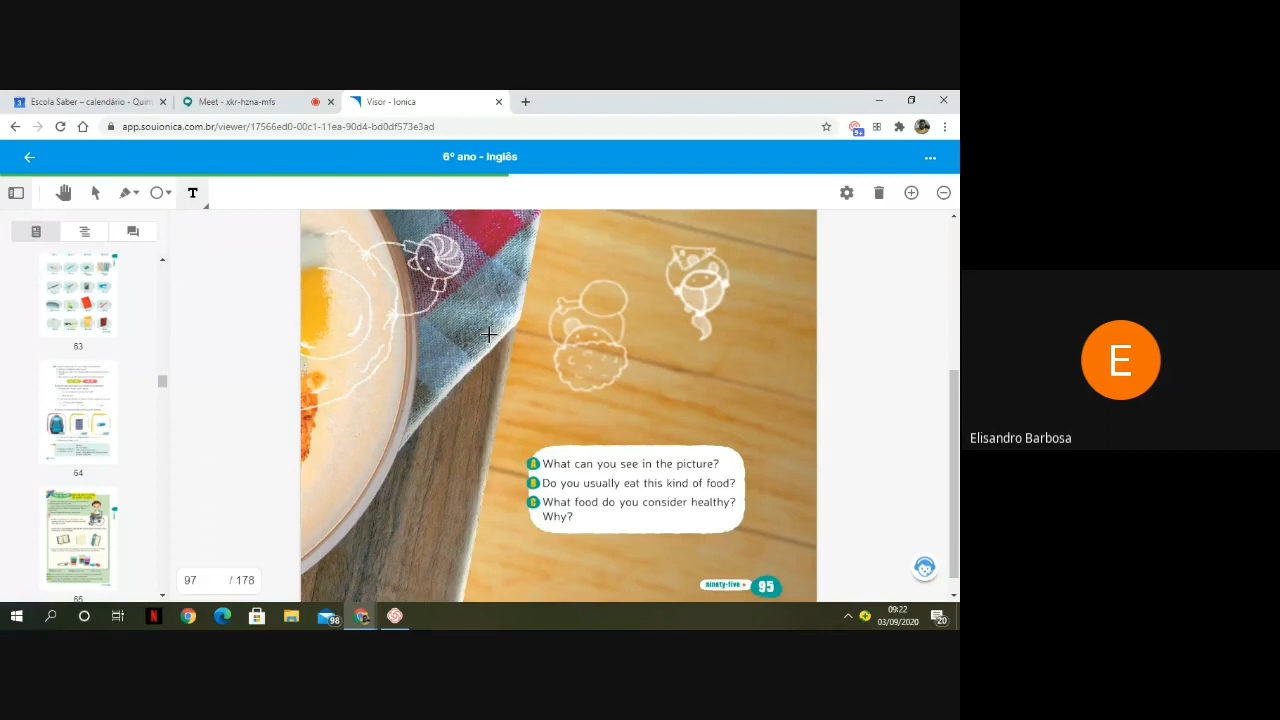 Escola Saber – calendário - Quin
Meet - xkr-hzna-mfs
Visor - Ionica
app.souionica.com.br/viewer/17566ed0-00c1-11ea-90d4-bd0df573e3ad
9+
6º ano - Inglês
T
63
64
65
A What can you see in the picture?
B Do you usually eat this kind of food?
C What food do you consider healthy?
Why?
97 / 178
ninety-five
95
E
Elisandro Barbosa
98
09:22
03/09/2020
20